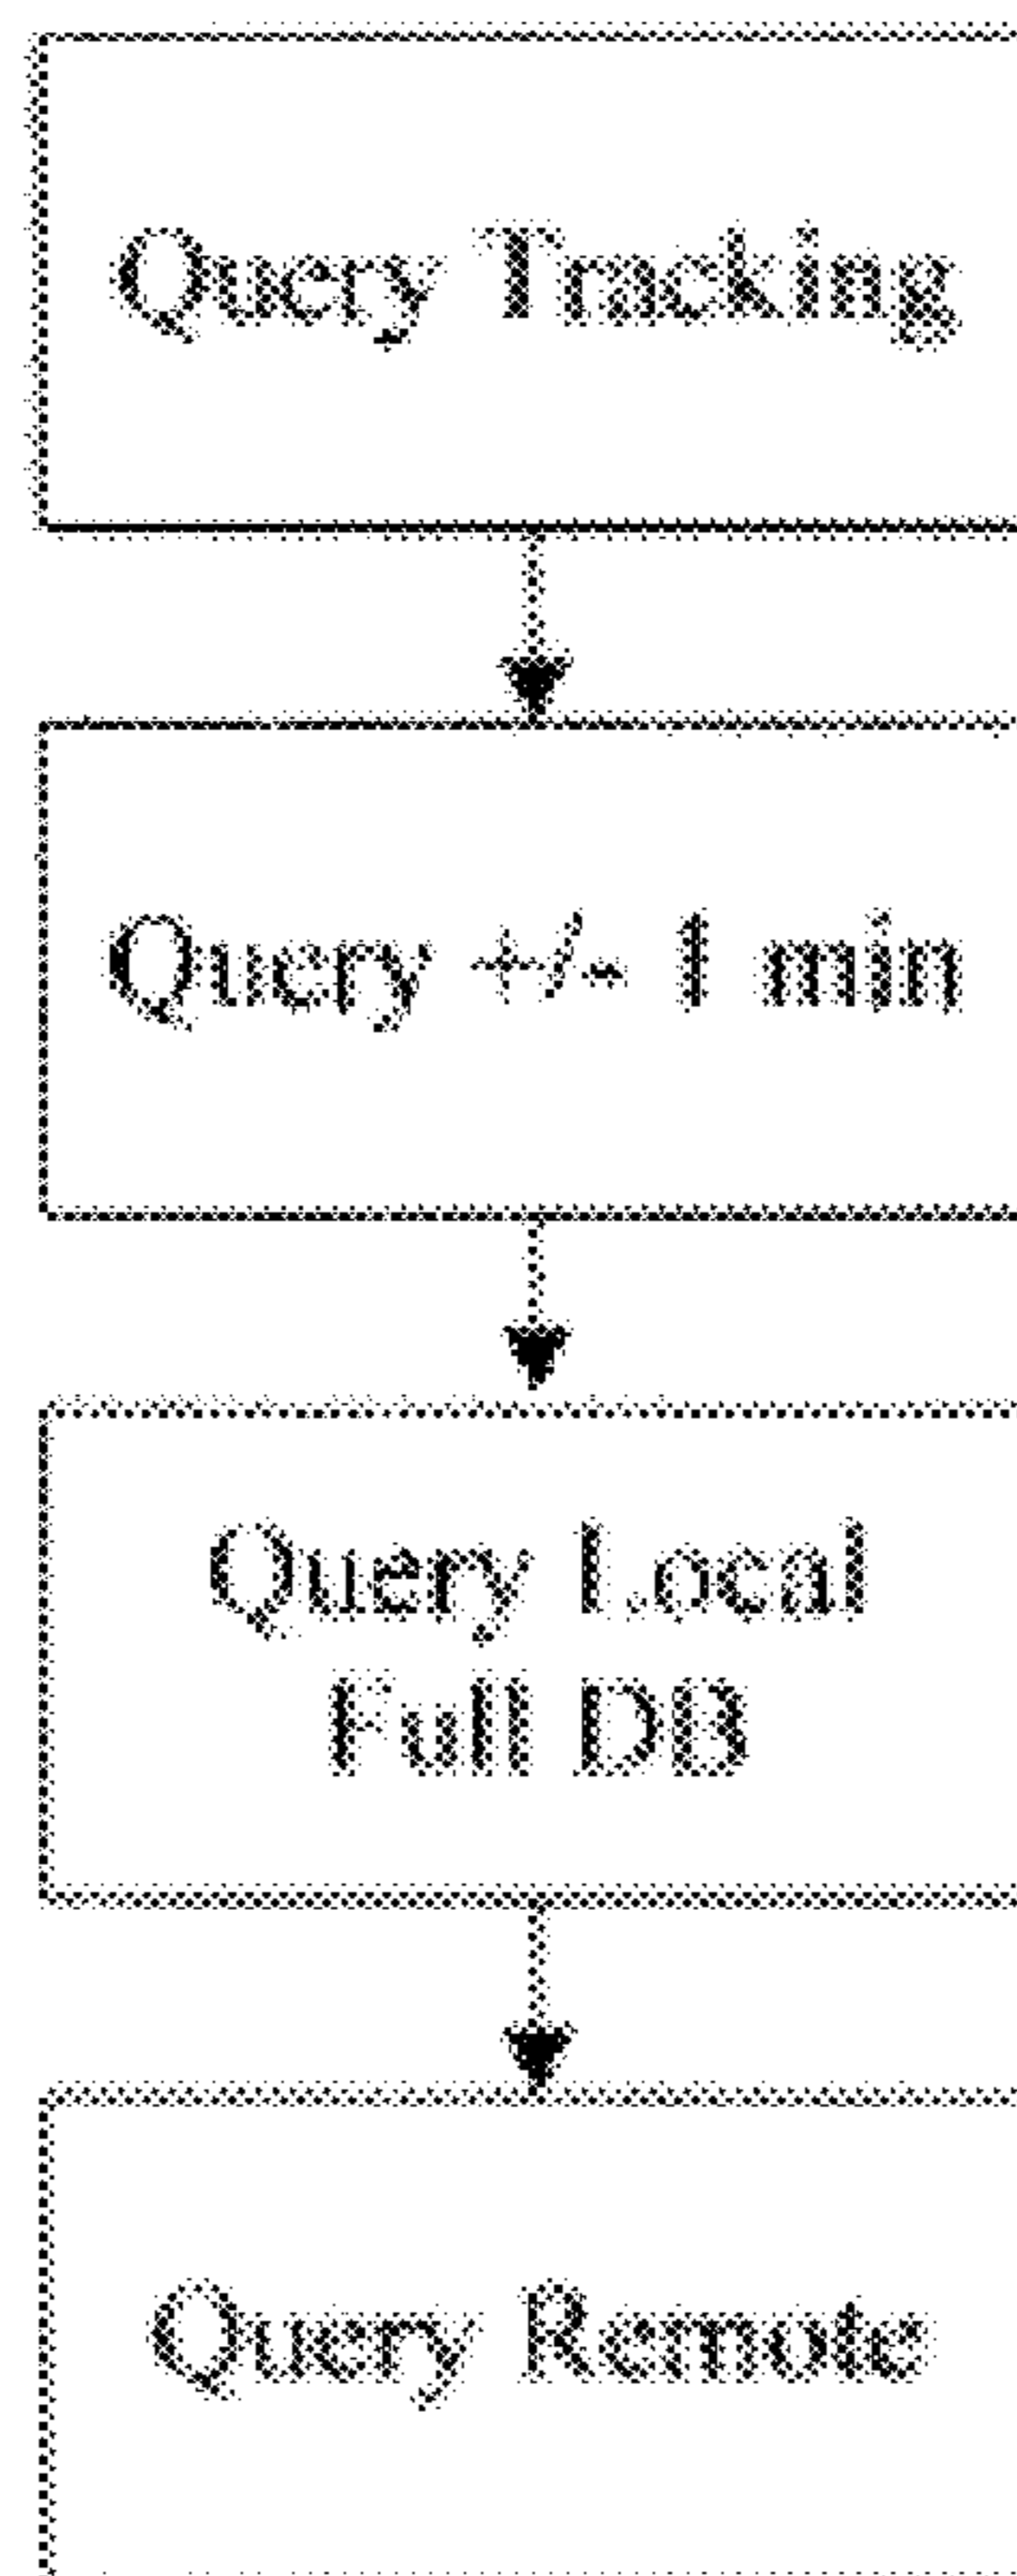 Query Tracking
Query +/- 1 min
Query Local
Full DB
Query Remote